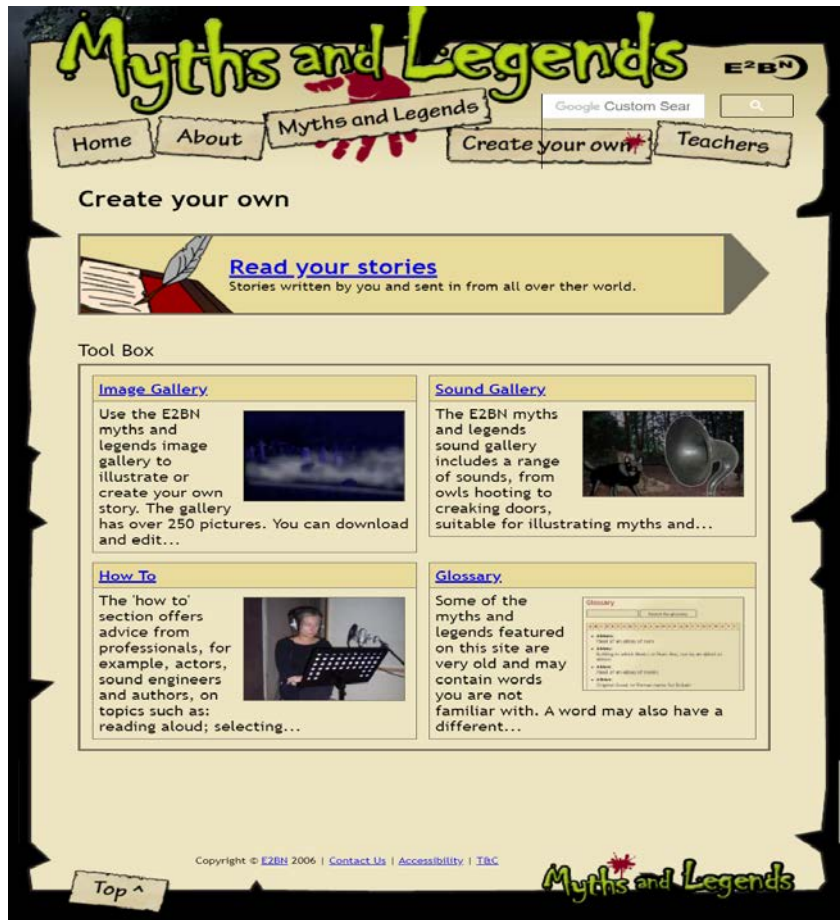 Myths and Legends
E2BN
Google Custom Sear
Home
About
Myths and Legends
Create your own
Teachers
Create your own
Read your stories
Stories written by you and sent in from all over ther world.
Tool Box
Image Gallery
Use the E2BN
myths and
legends image
gallery to
illustrate or
create your own
story. The gallery
has over 250 pictures. You can download
and edit...
Sound Gallery
The E2BN myths
and legends
sound gallery
includes a range
of sounds, from
owls hooting to
creaking doors,
suitable for illustrating myths and...
How To
The 'how to'
section offers
advice from
professionals, for
example, actors,
sound engineers
and authors, on
topics such as:
reading aloud; selecting...
Glossary
Some of the
myths and
legends featured
on this site are
very old and may
contain words
you are not
familiar with. A word may also have a
different...
Glossary
Copyright © E2BN 2006 | Contact Us | Accessibility | T&C
Top ^
Myths and Legends